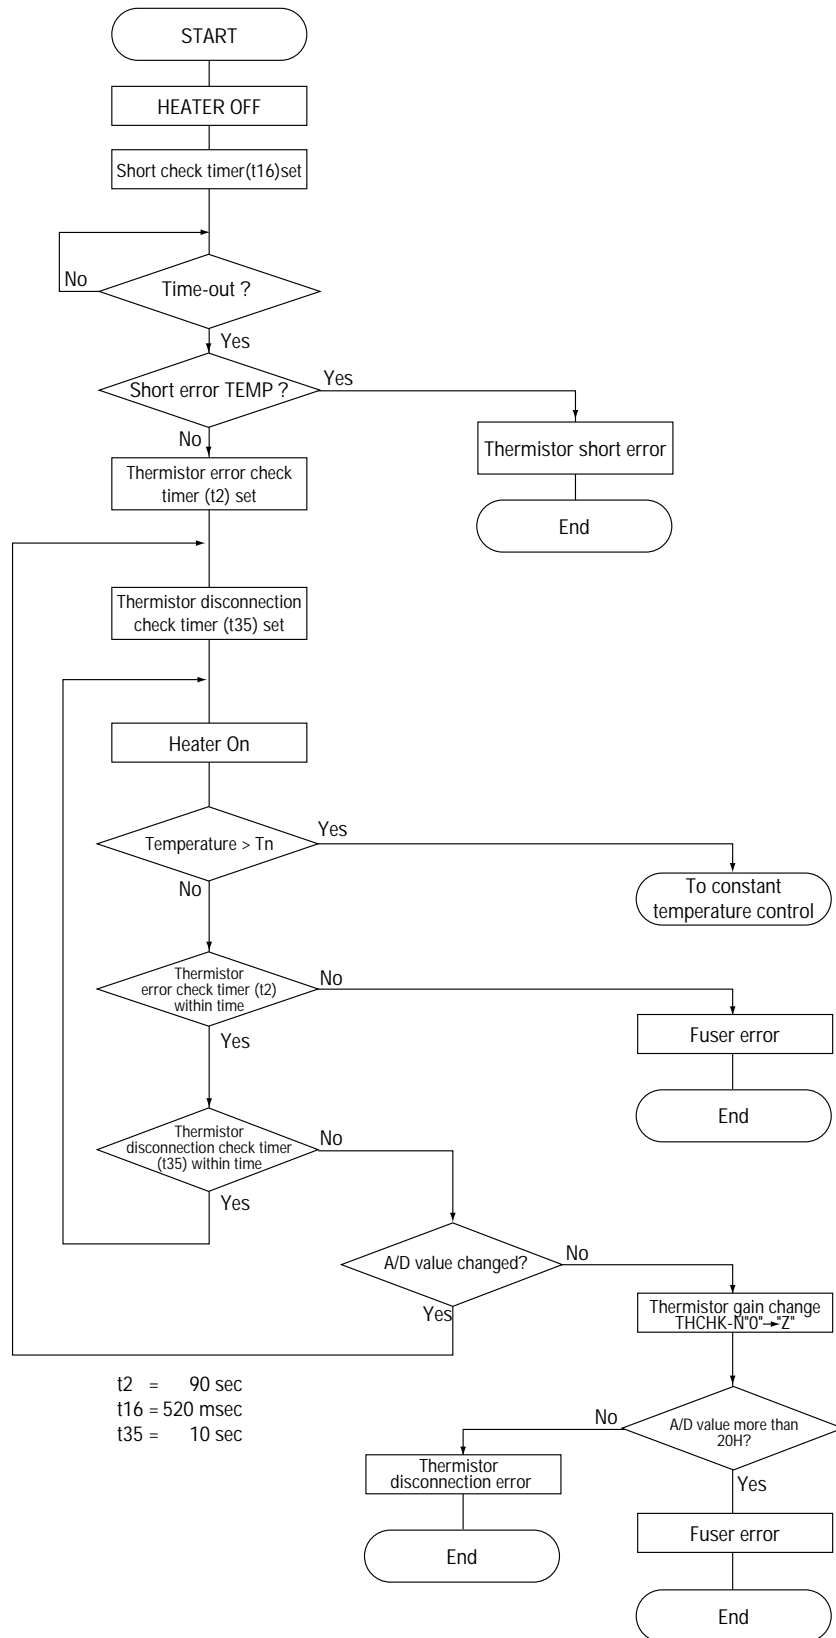 START
HEATER OFF
Short check timer(t16)set
No
Time-out ?
Yes
Short error TEMP ?
Yes
No
Thermistor short error
Thermistor error check
timer (t2) set
End
Thermistor disconnection
check timer (t35) set
Heater On
Temperature > Tn
Yes
No
To constant
temperature control
Thermistor
error check timer (t2)
within time
No
Yes
Fuser error
End
Thermistor
disconnection check timer
(t35) within time
No
Yes
A/D value changed?
No
Yes
Thermistor gain change
THCHK-N"0"→"Z"
t2 = 90 sec
t16 = 520 msec
t35 = 10 sec
A/D value more than
20H?
No
Yes
Thermistor
disconnection error
Fuser error
End
End